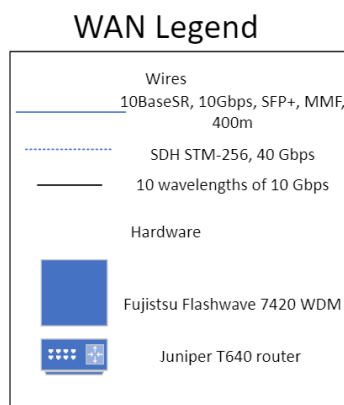 WAN Legend
Wires
10BaseSR, 10Gbps, SFP+, MMF,
400m
SDH STM-256, 40 Gbps
10 wavelengths of 10 Gbps
Hardware
Fujistsu Flashwave 7420 WDM
Juniper T640 router